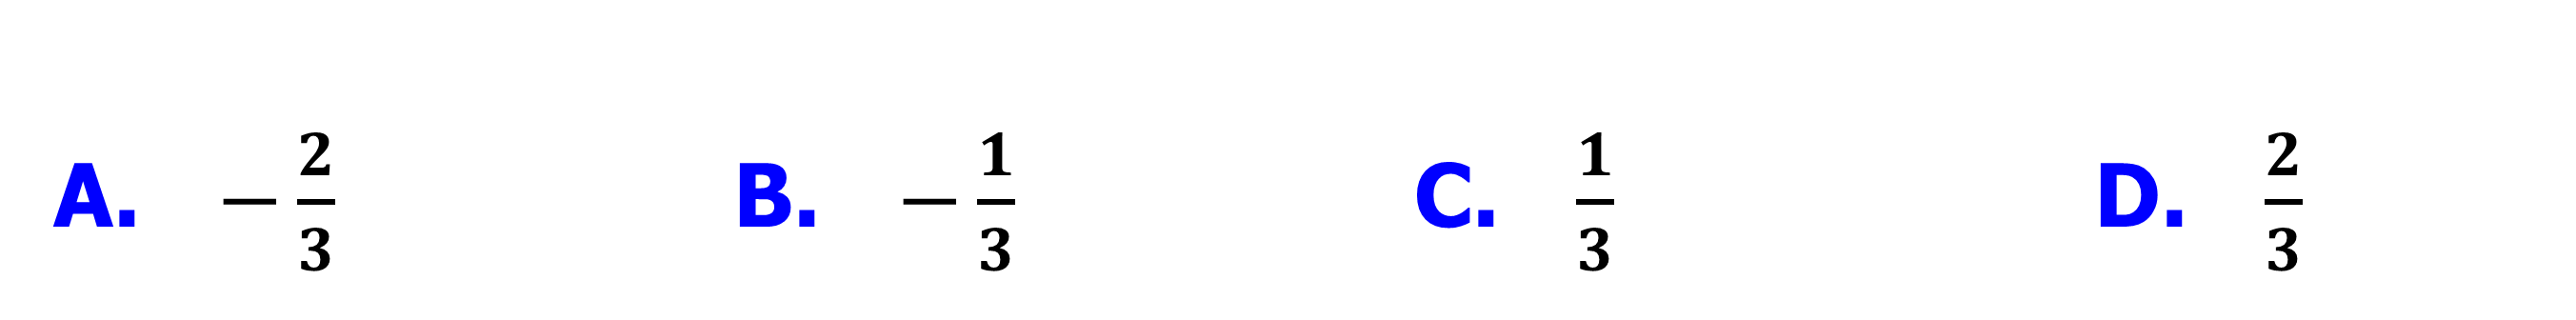 A. − 2/3 B. − 1/3 C. 1/3 D. 2/3